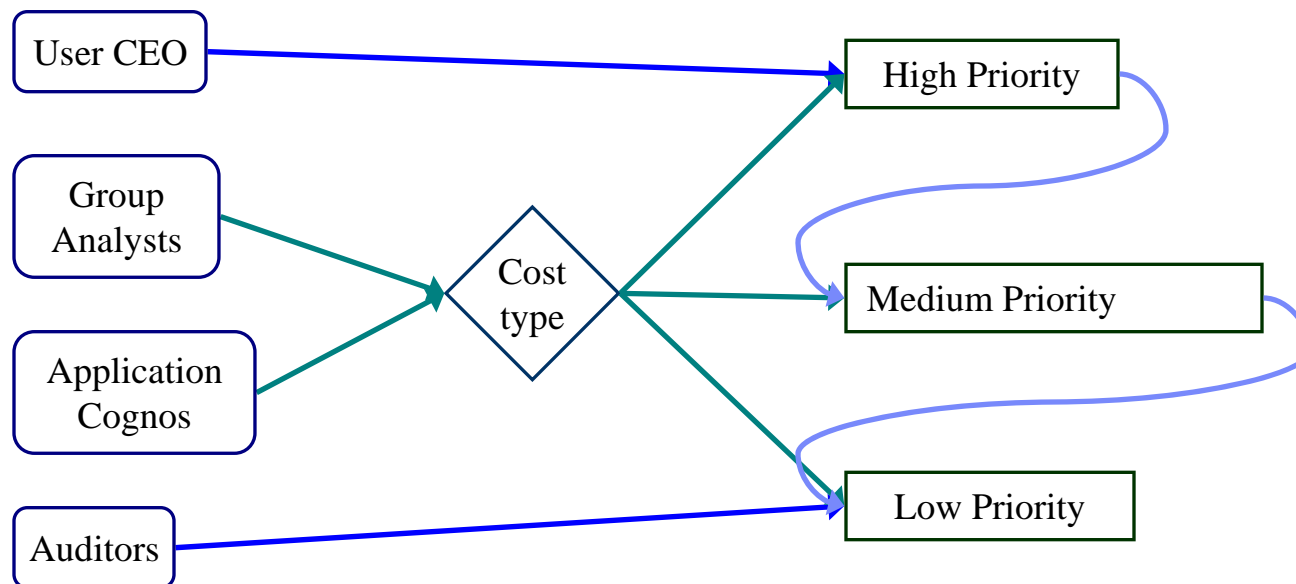 User CEO
High Priority
Group
Analysts
Cost
type
Medium Priority
Application
Cognos
Low Priority
Auditors